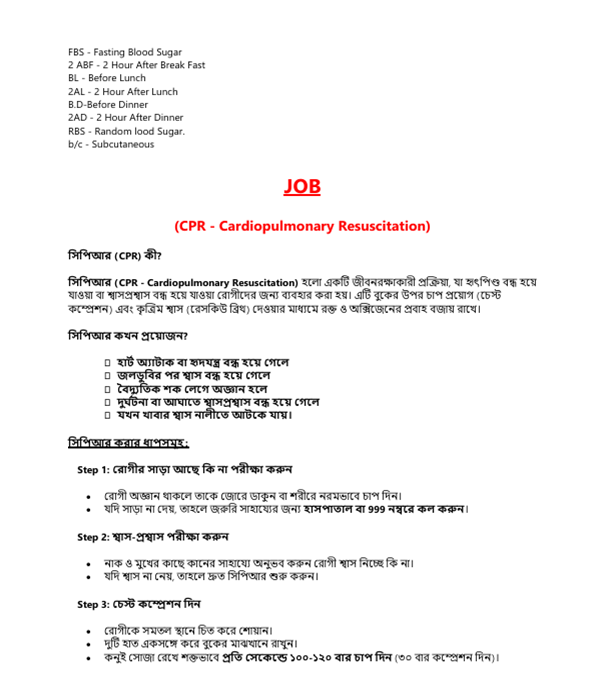 FBS - Fasting Blood Sugar
2 ABF - 2 Hour After Break Fast
BL - Before Lunch
2AL - 2 Hour After Lunch
B.D-Before Dinner
2AD - 2 Hour After Dinner
RBS - Random lood Sugar.
b/c - Subcutaneous
JOB
(CPR - Cardiopulmonary Resuscitation)
সিপিআর (CPR) কী?
সিপিআর (CPR - Cardiopulmonary Resuscitation) হলো একটি জীবনরক্ষাকারী প্রক্রিয়া, যা হৃৎপিণ্ড বন্ধ হয়ে
যাওয়া বা শ্বাসপ্রশ্বাস বন্ধ হয়ে যাওয়া রোগীদের জন্য ব্যবহার করা হয়। এটি বুকের উপর চাপ প্রয়োগ (চেস্ট
কম্প্রেশন) এবং কৃত্রিম শ্বাস (রেসকিউ ব্রিথ) দেওয়ার মাধ্যমে রক্ত ও অক্সিজেনের প্রবাহ বজায় রাখে।
সিপিআর কখন প্রয়োজন?
হার্ট অ্যাটাক বা হৃদযন্ত্র বন্ধ হয়ে গেলে
জলডুবির পর শ্বাস বন্ধ হয়ে গেলে
বৈদ্যুতিক শক লেগে অজ্ঞান হলে
দুর্ঘটনা বা আঘাতে শ্বাসপ্রশ্বাস বন্ধ হয়ে গেলে
যখন খাবার শ্বাস নালীতে আটকে যায়।
সিপিআর করার ধাপসমূহ:
Step 1: রোগীর সাড়া আছে কি না পরীক্ষা করুন
• রোগী অজ্ঞান থাকলে তাকে জোরে ডাকুন বা শরীরে নরমভাবে চাপ দিন।
• যদি সাড়া না দেয়, তাহলে জরুরি সাহায্যের জন্য হাসপাতাল বা 999 নম্বরে কল করুন।
Step 2: শ্বাস-প্রশ্বাস পরীক্ষা করুন
• নাক ও মুখের কাছে কানের সাহায্যে অনুভব করুন রোগী শ্বাস নিচ্ছে কি না।
• যদি শ্বাস না নেয়, তাহলে দ্রুত সিপিআর শুরু করুন।
Step 3: চেস্ট কম্প্রেশন দিন
• রোগীকে সমতল স্থানে চিত করে শোয়ান।
• দুটি হাত একসঙ্গে করে বুকের মাঝখানে রাখুন।
• কনুই সোজা রেখে শক্তভাবে প্রতি সেকেন্ডে ১০০-১২০ বার চাপ দিন (৩০ বার কম্প্রেশন দিন)।